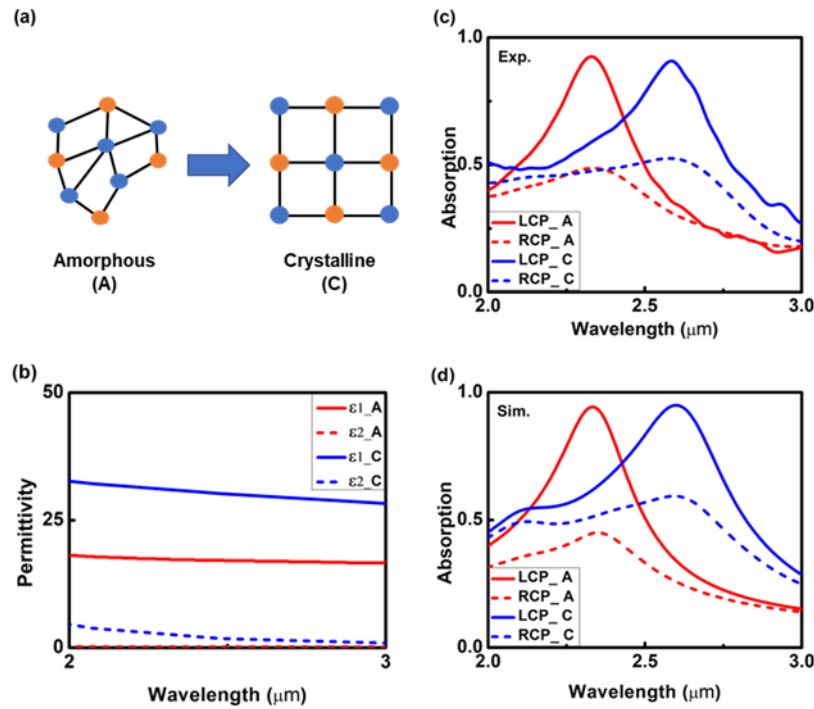 (a)
Amorphous
(A)
Crystalline
(C)
(b)
50
25
0
Permittivity
ε1_A
ε2_A
ε1_C
ε2_C
2
3
Wavelength (μm)
(c)
1.0
0.5
0.0
Absorption
Exp.
LCP_ A
RCP_ A
LCP_ C
RCP_ C
2.0
2.5
3.0
Wavelength (μm)
(d)
1.0
0.5
0.0
Absorption
Sim.
LCP_ A
RCP_ A
LCP_ C
RCP_ C
2.0
2.5
3.0
Wavelength (μm)